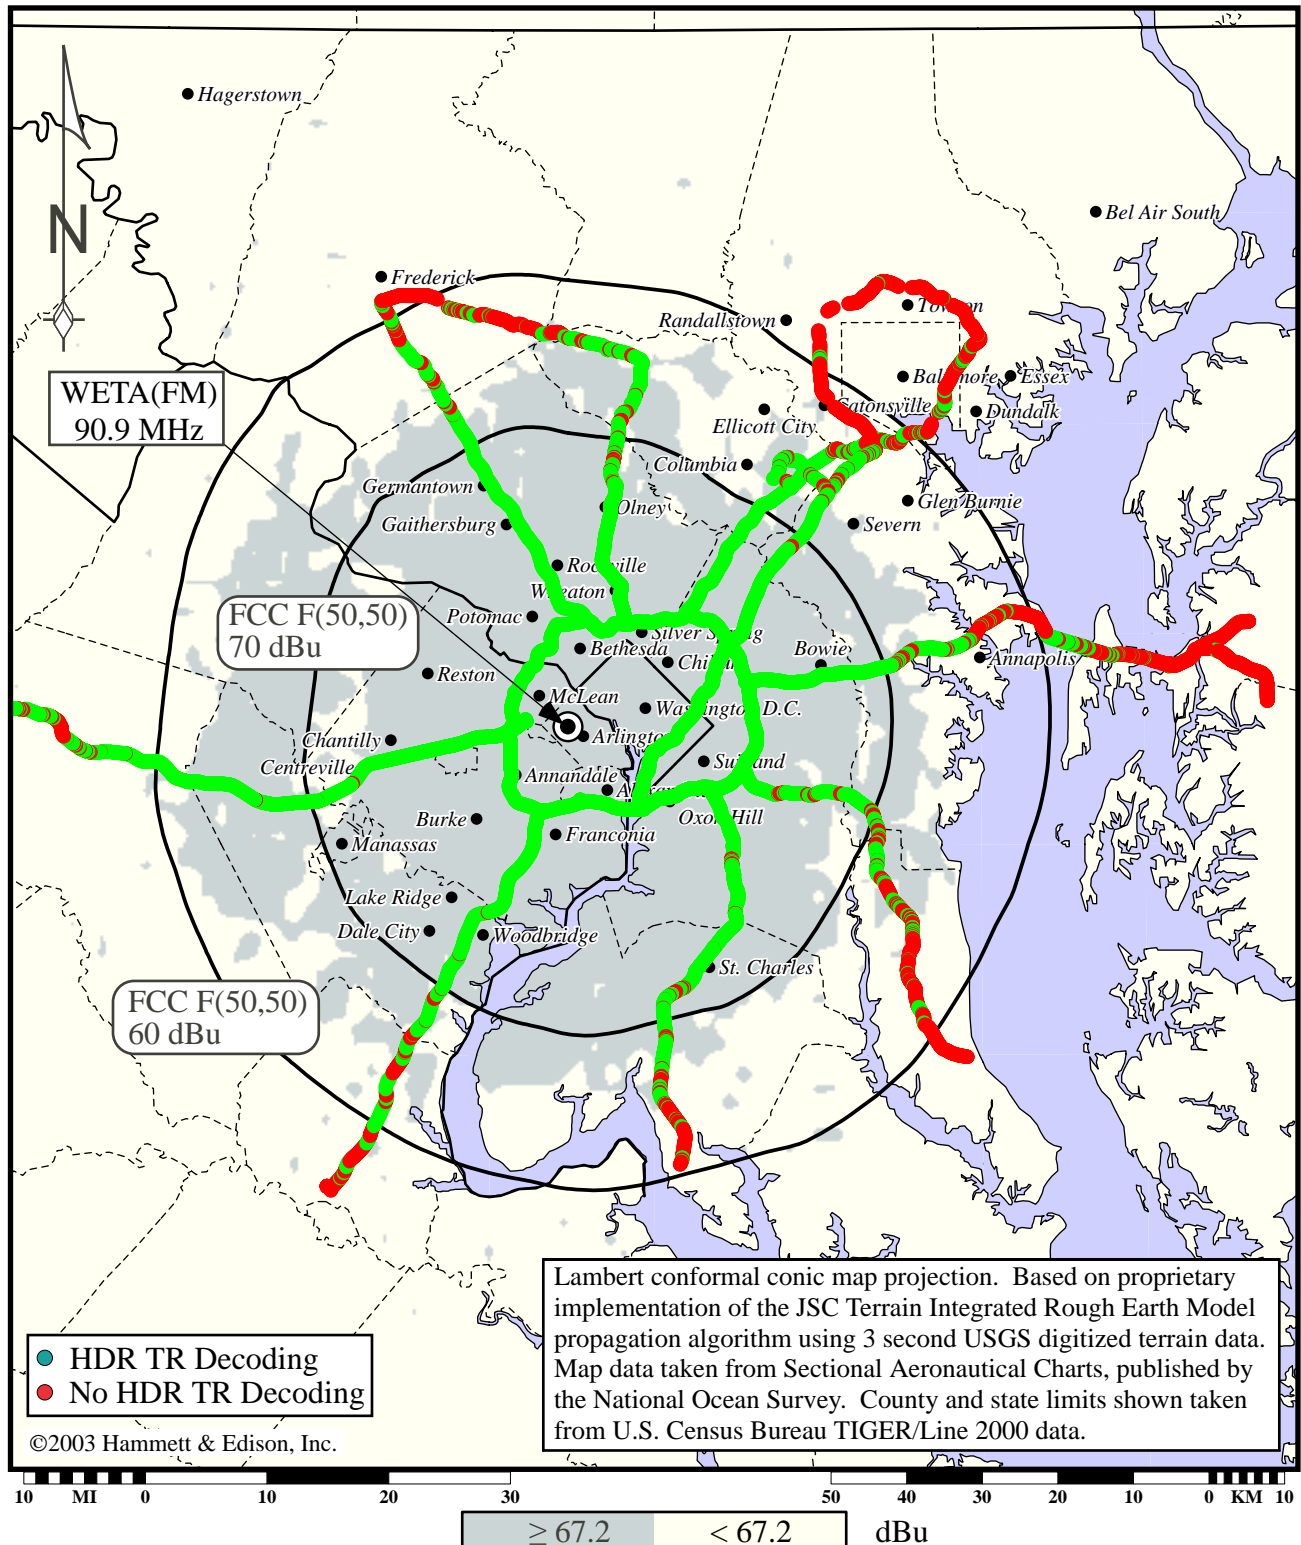 Hagerstown
N
Bel Air South
Frederick
Randallstown
WETA(FM)
90.9 MHz
Essex
Dundalk
Ellicott City
Columbia
Germantown
Glen Burnie
Gaithersburg
Olney
Severn
FCC F(50,50)
70 dBu
Potomac
Silver Spring
Bethesda
Bowie
Annapolis
Reston
McLean
Washington D.C.
Chantilly
Arlington
Centreville
Annandale
Burke
Oxon Hill
Franconia
Manassas
Lake Ridge
Dale City
Woodbridge
St. Charles
FCC F(50,50)
60 dBu
Lambert conformal conic map projection. Based on proprietary
implementation of the JSC Terrain Integrated Rough Earth Model
propagation algorithm using 3 second USGS digitized terrain data.
Map data taken from Sectional Aeronautical Charts, published by
the National Ocean Survey. County and state limits shown taken
from U.S. Census Bureau TIGER/Line 2000 data.
HDR TR Decoding
No HDR TR Decoding
©2003 Hammett & Edison, Inc.
10 MI 0 10 20 30 50 40 30 20 10 0 KM 10
≥ 67.2 < 67.2 dBu